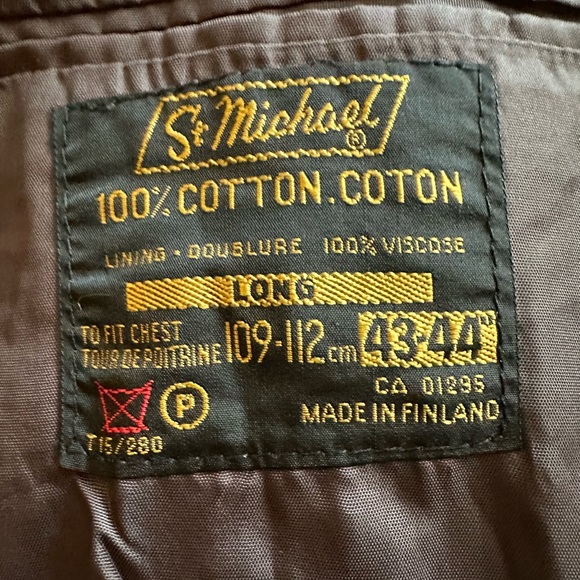 St Michael ®
100% COTTON.COTON
LINING • DOUBLURE 100% VISCOSE
LONG
TO FIT CHEST
TOUR DE POITRINE 109-112 cm 43-44"
CA 01295
P MADE IN FINLAND
T15/280